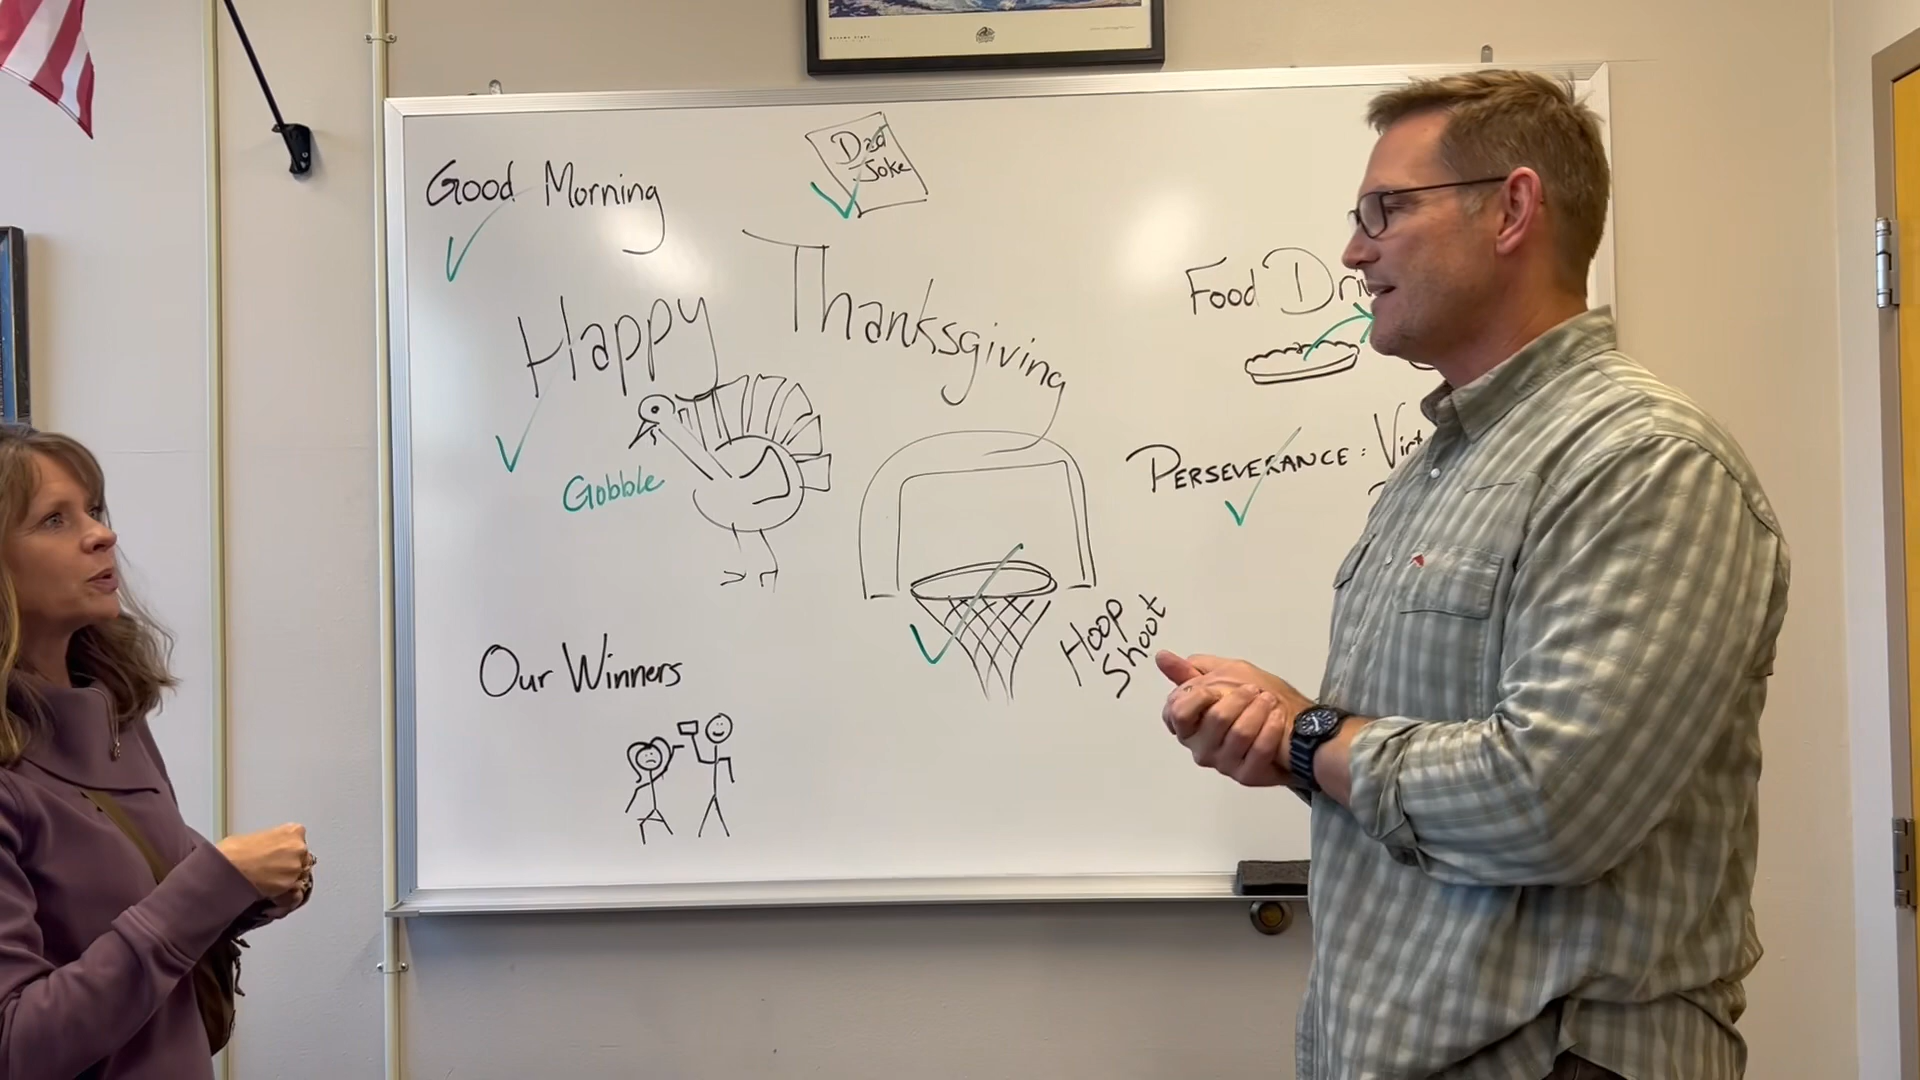 Good Morning
Dad
Joke
Happy Thanksgiving
Gobble
Food
PERSEVERANCE:
Hoop
Shoot
Our Winners